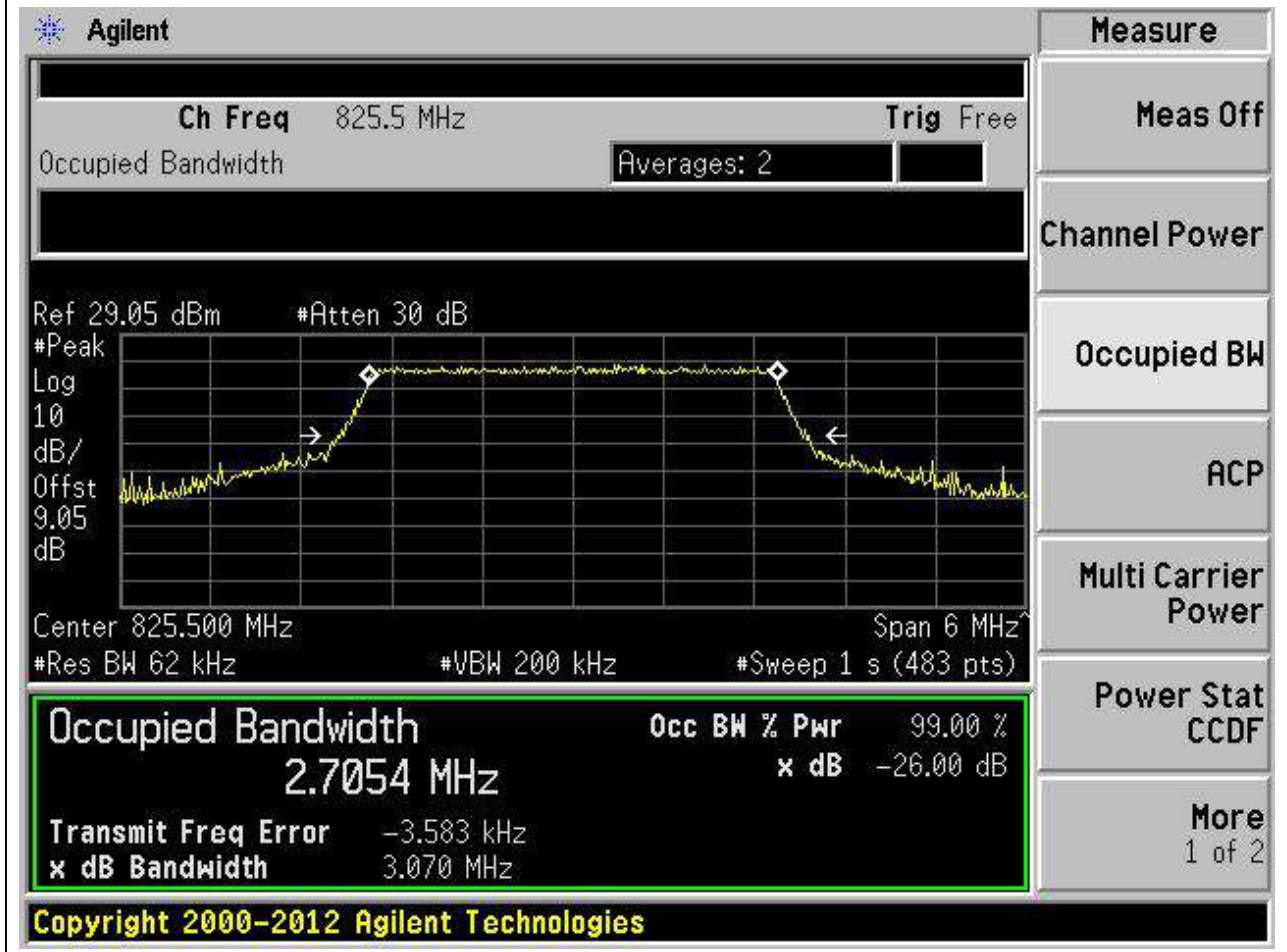 Agilent
Measure
Ch Freq 825.5 MHz Trig Free
Occupied Bandwidth Averages: 2
Meas Off
Channel Power
Occupied BW
ACP
Multi Carrier
Power
Power Stat
CCDF
More
1 of 2
Ref 29.05 dBm #Atten 30 dB
#Peak
Log
10
dB/
Offst
9.05
dB
Center 825.500 MHz Span 6 MHz^
#Res BW 62 kHz #VBW 200 kHz #Sweep 1 s (483 pts)
Occupied Bandwidth Occ BW % Pwr 99.00 %
2.7054 MHz x dB -26.00 dB
Transmit Freq Error -3.583 kHz
x dB Bandwidth 3.070 MHz
Copyright 2000-2012 Agilent Technologies